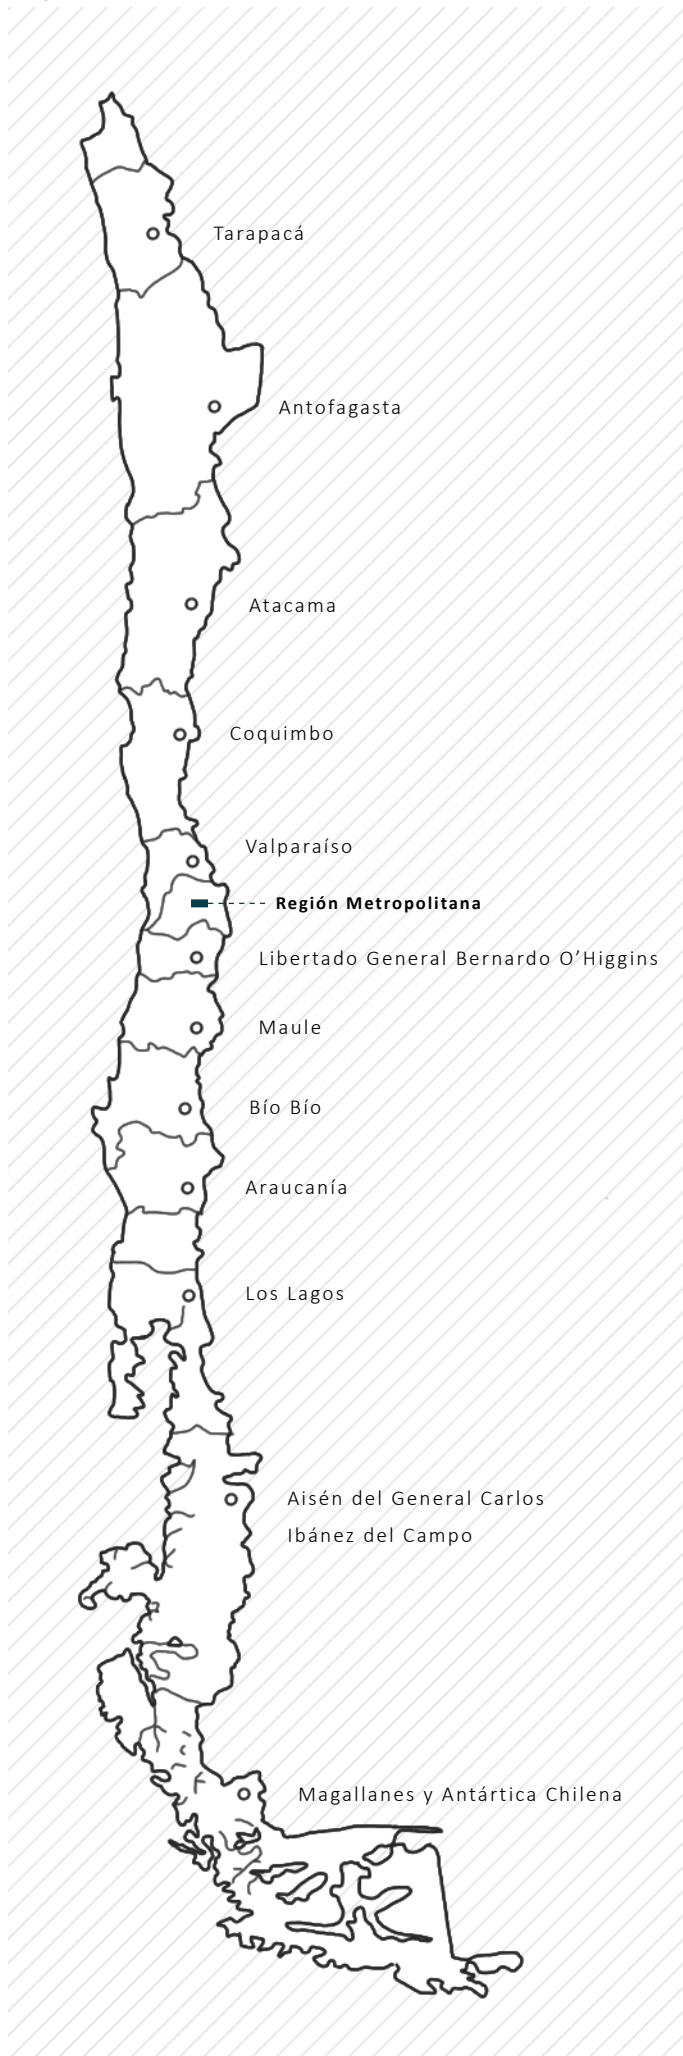 Tarapacá
Antofagasta
Atacama
Coquimbo
Valparaíso
Región Metropolitana
Libertado General Bernardo O’Higgins
Maule
Bío Bío
Araucanía
Los Lagos
Aisén del General Carlos
Ibánez del Campo
Magallanes y Antártica Chilena